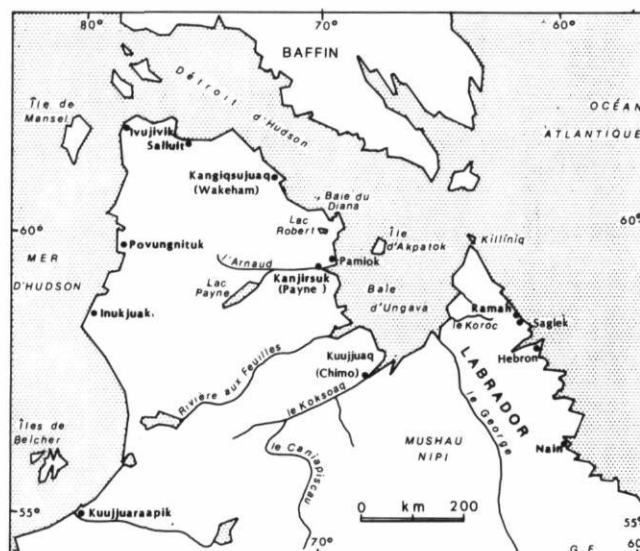 80°
70°
BAFFIN
Détroit d'Hudson
Île de
Mansel
OCÉAN
ATLANTIQUE
Ivujivik
Salluit
Kangiqsujuaq
(Wakeham)
Baie du
Diana
Lac
Robert
60°
60°
Île
d'Akpatok
Killiniq
Povungnituk
l'Arnaud
Pamiok
MER
D'HUDSON
Lac
Payne
Kanjirsuk
(Payne)
Baie
d'Ungava
Ramah
Saglek
le Koroc
Inukjuak
Hebron
Kuujjuaq
(Chimo)
Rivière aux Feuilles
LABRADOR
le Koksoaq
le George
Îles de
Belcher
le Caniapiscau
MUSHAU
NIPI
Nain
0 km 200
55°
Kuujjuaraapik
55°
70°
60°